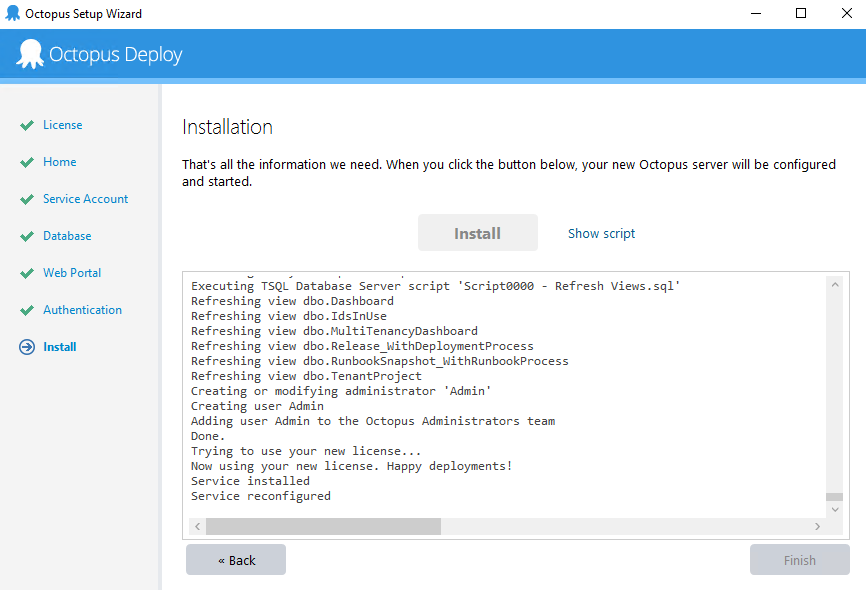 Octopus Setup Wizard
Octopus Deploy
License
Home
Service Account
Database
Web Portal
Authentication
Install
Installation
That's all the information we need. When you click the button below, your new Octopus server will be configured
and started.
Install
Show script
Executing TSQL Database Server script 'Script0000 - Refresh Views.sql'
Refreshing view dbo.Dashboard
Refreshing view dbo.IdsInUse
Refreshing view dbo.MultiTenancyDashboard
Refreshing view dbo.Release_WithDeploymentProcess
Refreshing view dbo.RunbookSnapshot_WithRunbookProcess
Refreshing view dbo.TenantProject
Creating or modifying administrator 'Admin'
Creating user Admin
Adding user Admin to the Octopus Administrators team
Done.
Trying to use your new license...
Now using your new license. Happy deployments!
Service installed
Service reconfigured
« Back
Finish